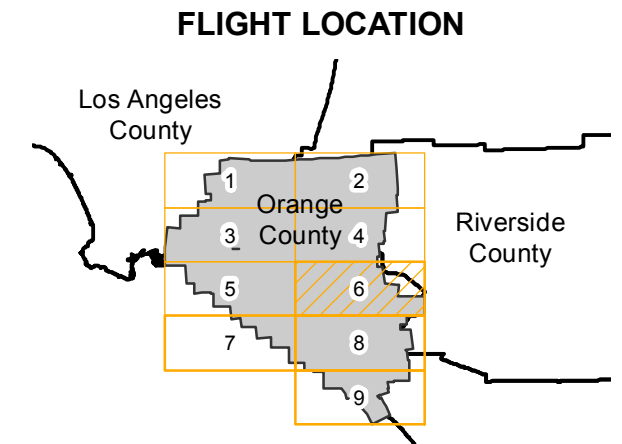 FLIGHT LOCATION
Los Angeles
County
1
2
Orange
County
3
4
Riverside
County
5
6
7
8
9